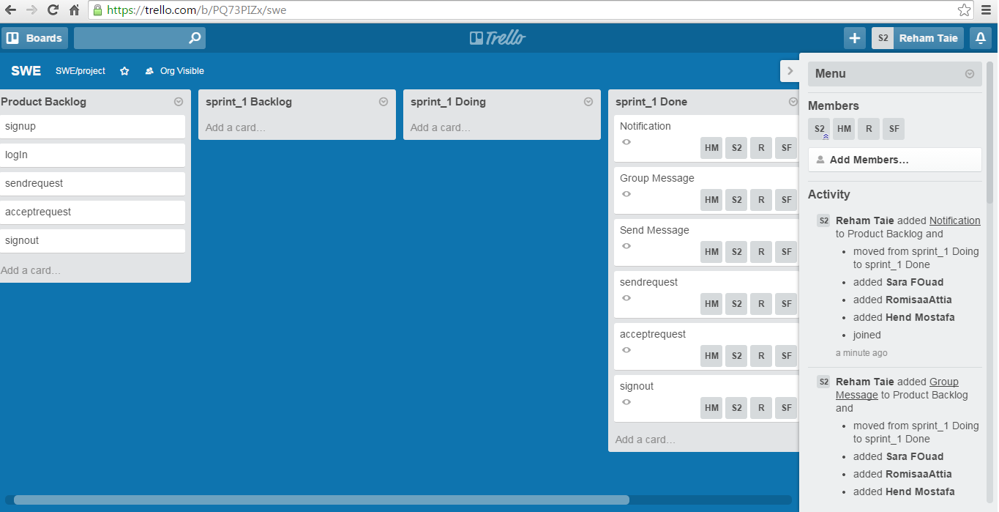 https://trello.com/b/PQ73PIZx/swe
Boards
Trello
S2
Reham Taie
SWE
SWE/project
Org Visible
Product Backlog
signup
logIn
sendrequest
acceptrequest
signout
Add a card…
sprint_1 Backlog
Add a card…
sprint_1 Doing
Add a card…
sprint_1 Done
Notification
HM S2 R SF
Group Message
HM S2 R SF
Send Message
HM S2 R SF
sendrequest
HM S2 R SF
acceptrequest
HM S2 R SF
signout
HM S2 R SF
Add a card…
Menu
Members
S2 HM R SF
Add Members…
Activity
S2 Reham Taie added Notification
to Product Backlog and
• moved from sprint_1 Doing
to sprint_1 Done
• added Sara FOuad
• added RomisaaAttia
• added Hend Mostafa
• joined
a minute ago
S2 Reham Taie added Group
Message to Product Backlog
and
• moved from sprint_1 Doing
to sprint_1 Done
• added Sara FOuad
• added RomisaaAttia
• added Hend Mostafa